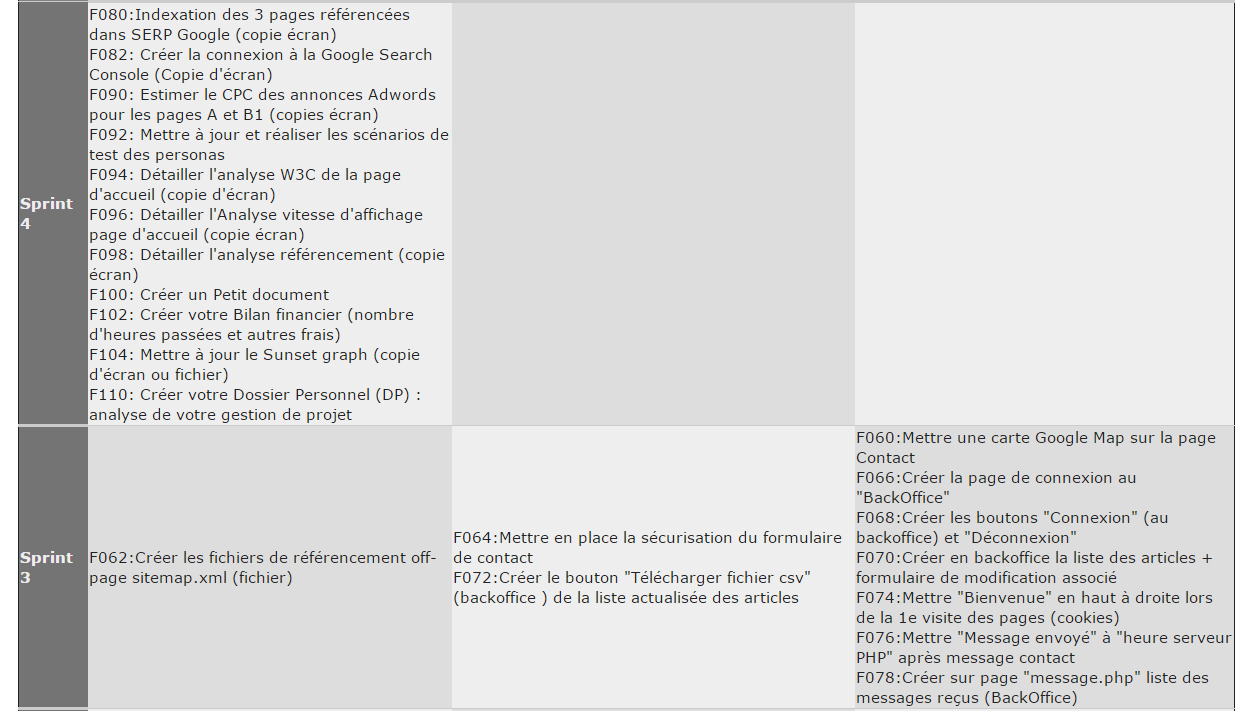 F080:Indexation des 3 pages référencées
dans SERP Google (copie écran)
F082: Créer la connexion à la Google Search
Console (Copie d'écran)
F090: Estimer le CPC des annonces Adwords
pour les pages A et B1 (copies écran)
F092: Mettre à jour et réaliser les scénarios de
test des personas
F094: Détailler l'analyse W3C de la page
d'accueil (copie d'écran)
Sprint
4
F096: Détailler l'Analyse vitesse d'affichage
page d'accueil (copie écran)
F098: Détailler l'analyse référencement (copie
écran)
F100: Créer un Petit document
F102: Créer votre Bilan financier (nombre
d'heures passées et autres frais)
F104: Mettre à jour le Sunset graph (copie
d'écran ou fichier)
F110: Créer votre Dossier Personnel (DP) :
analyse de votre gestion de projet
Sprint
3
F062:Créer les fichiers de référencement off-
page sitemap.xml (fichier)
F064:Mettre en place la sécurisation du formulaire
de contact
F072:Créer le bouton "Télécharger fichier csv"
(backoffice ) de la liste actualisée des articles
F060:Mettre une carte Google Map sur la page
Contact
F066:Créer la page de connexion au
"BackOffice"
F068:Créer les boutons "Connexion" (au
backoffice) et "Déconnexion"
F070:Créer en backoffice la liste des articles +
formulaire de modification associé
F074:Mettre "Bienvenue" en haut à droite lors
de la 1e visite des pages (cookies)
F076:Mettre "Message envoyé" à "heure serveur
PHP" après message contact
F078:Créer sur page "message.php" liste des
messages reçus (BackOffice)